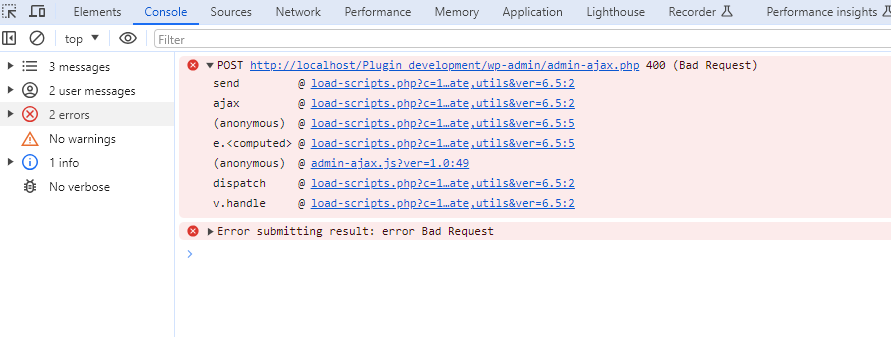 Elements Console Sources Network Performance Memory Application Lighthouse Recorder Performance insights
top Filter
3 messages
2 user messages
2 errors
No warnings
1 info
No verbose
POST http://localhost/Plugin development/wp-admin/admin-ajax.php 400 (Bad Request)
send @ load-scripts.php?c=1…ate,utils&ver=6.5:2
ajax @ load-scripts.php?c=1…ate,utils&ver=6.5:2
(anonymous) @ load-scripts.php?c=1…ate,utils&ver=6.5:5
e.<computed> @ load-scripts.php?c=1…ate,utils&ver=6.5:5
(anonymous) @ admin-ajax.js?ver=1.0:49
dispatch @ load-scripts.php?c=1…ate,utils&ver=6.5:2
v.handle @ load-scripts.php?c=1…ate,utils&ver=6.5:2
Error submitting result: error Bad Request